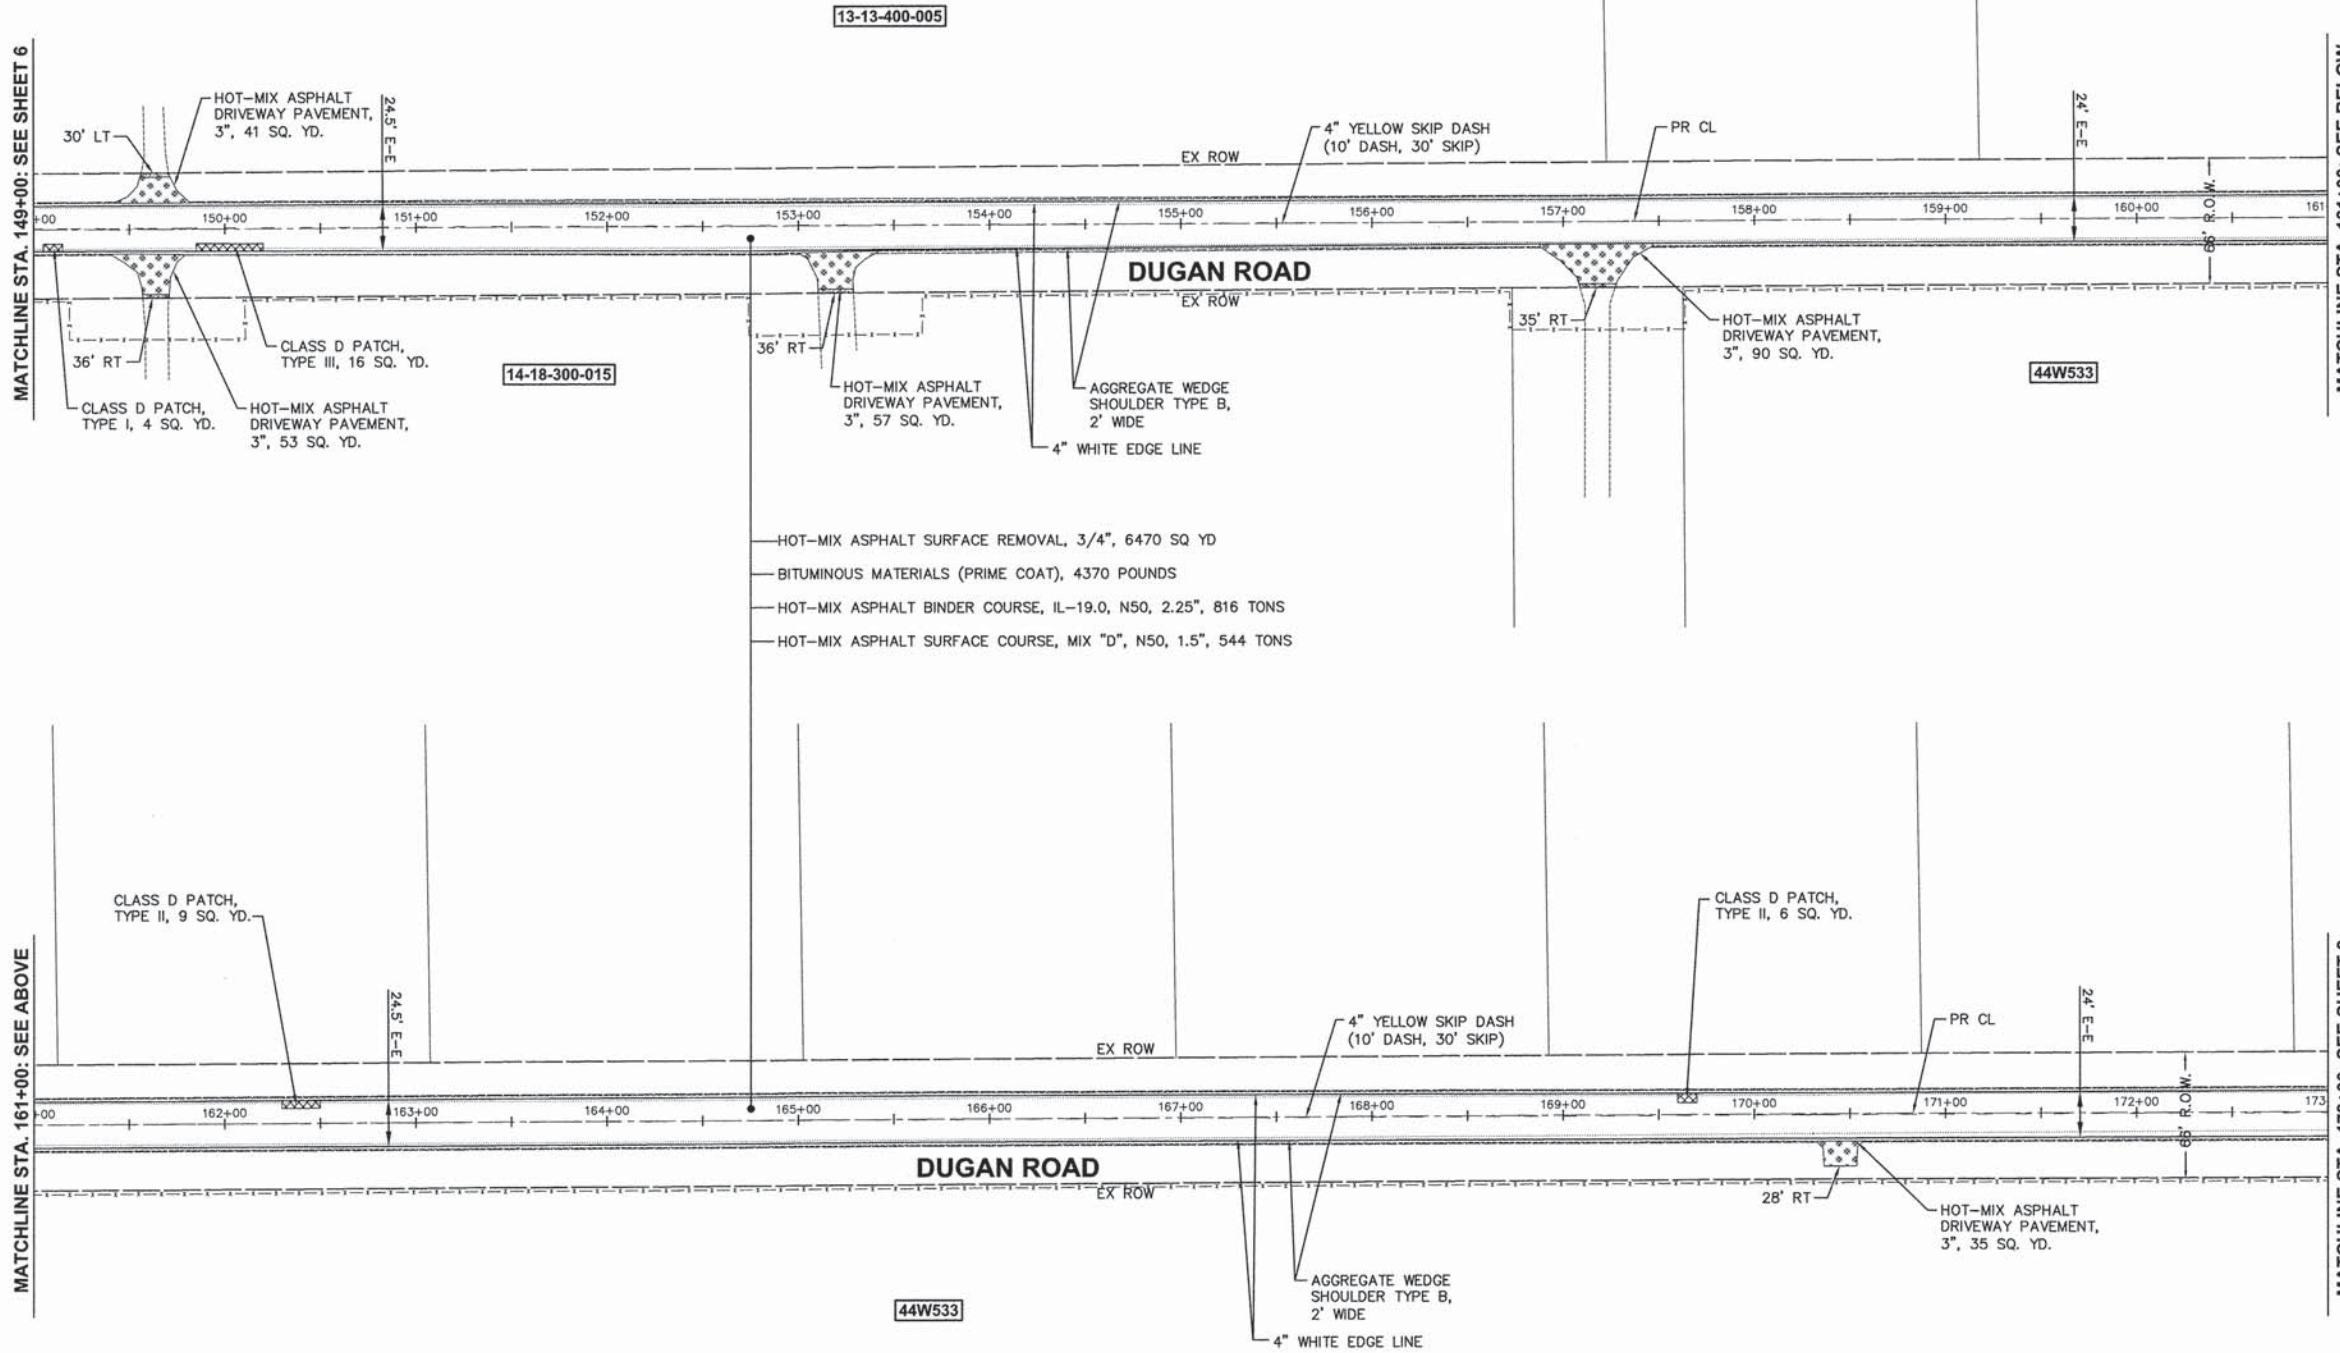 13-13-400-005
MATCHLINE STA. 149+00: SEE SHEET 6
HOT-MIX ASPHALT
DRIVEWAY PAVEMENT,
3", 41 SQ. YD.
30' LT
24.5' E-E
EX ROW
4" YELLOW SKIP DASH
(10' DASH, 30' SKIP)
PR CL
24' E-E
66' R.O.W.
+00
150+00
151+00
152+00
153+00
154+00
155+00
156+00
157+00
158+00
159+00
160+00
161
DUGAN ROAD
EX ROW
36' RT
CLASS D PATCH,
TYPE III, 16 SQ. YD.
CLASS D PATCH,
TYPE I, 4 SQ. YD.
HOT-MIX ASPHALT
DRIVEWAY PAVEMENT,
3", 53 SQ. YD.
14-18-300-015
36' RT
HOT-MIX ASPHALT
DRIVEWAY PAVEMENT,
3", 57 SQ. YD.
AGGREGATE WEDGE
SHOULDER TYPE B,
2' WIDE
4" WHITE EDGE LINE
35' RT
HOT-MIX ASPHALT
DRIVEWAY PAVEMENT,
3", 90 SQ. YD.
44W533
HOT-MIX ASPHALT SURFACE REMOVAL, 3/4", 6470 SQ YD
BITUMINOUS MATERIALS (PRIME COAT), 4370 POUNDS
HOT-MIX ASPHALT BINDER COURSE, IL-19.0, N50, 2.25", 816 TONS
HOT-MIX ASPHALT SURFACE COURSE, MIX "D", N50, 1.5", 544 TONS
MATCHLINE STA. 161+00: SEE ABOVE
CLASS D PATCH,
TYPE II, 9 SQ. YD.
24.5' E-E
EX ROW
4" YELLOW SKIP DASH
(10' DASH, 30' SKIP)
CLASS D PATCH,
TYPE II, 6 SQ. YD.
PR CL
24' E-E
66' R.O.W.
+00
162+00
163+00
164+00
165+00
166+00
167+00
168+00
169+00
170+00
171+00
172+00
173
DUGAN ROAD
EX ROW
28' RT
HOT-MIX ASPHALT
DRIVEWAY PAVEMENT,
3", 35 SQ. YD.
AGGREGATE WEDGE
SHOULDER TYPE B,
2' WIDE
4" WHITE EDGE LINE
44W533